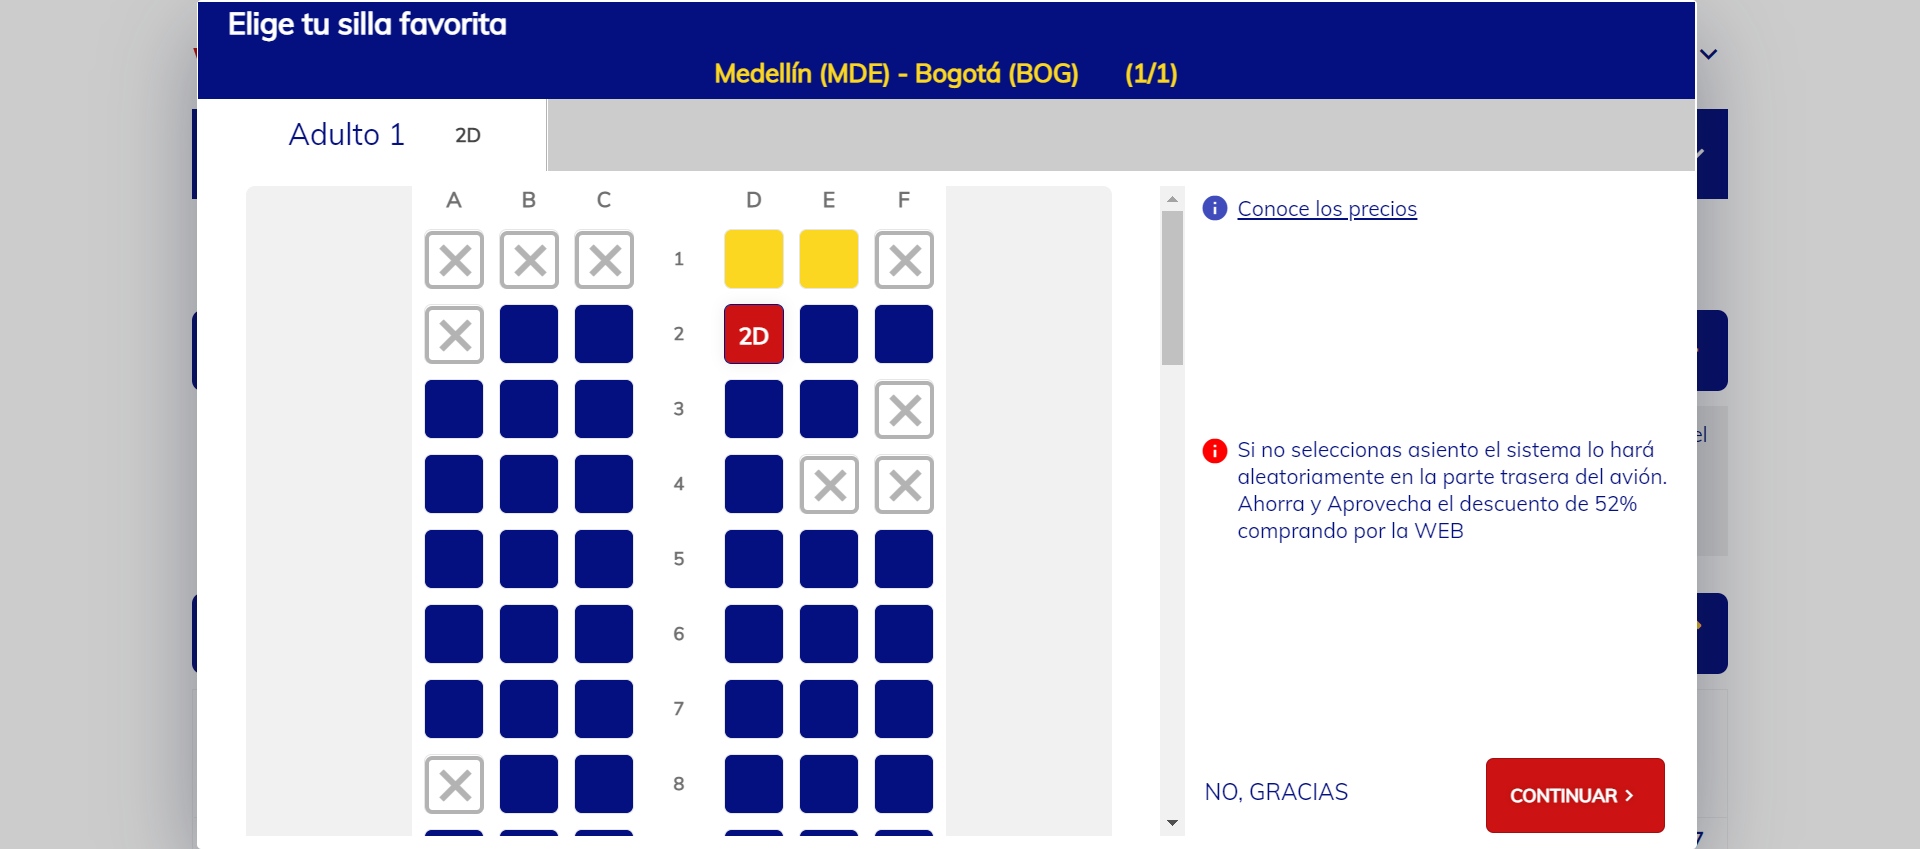 Elige tu silla favorita
Medellín (MDE) - Bogotá (BOG) (1/1)
Adulto 1 2D
A B C D E F
1
2 2D
3
4
5
6
7
8
Conoce los precios
Si no seleccionas asiento el sistema lo hará
aleatoriamente en la parte trasera del avión.
Ahorra y Aprovecha el descuento de 52%
comprando por la WEB
NO, GRACIAS
CONTINUAR
el